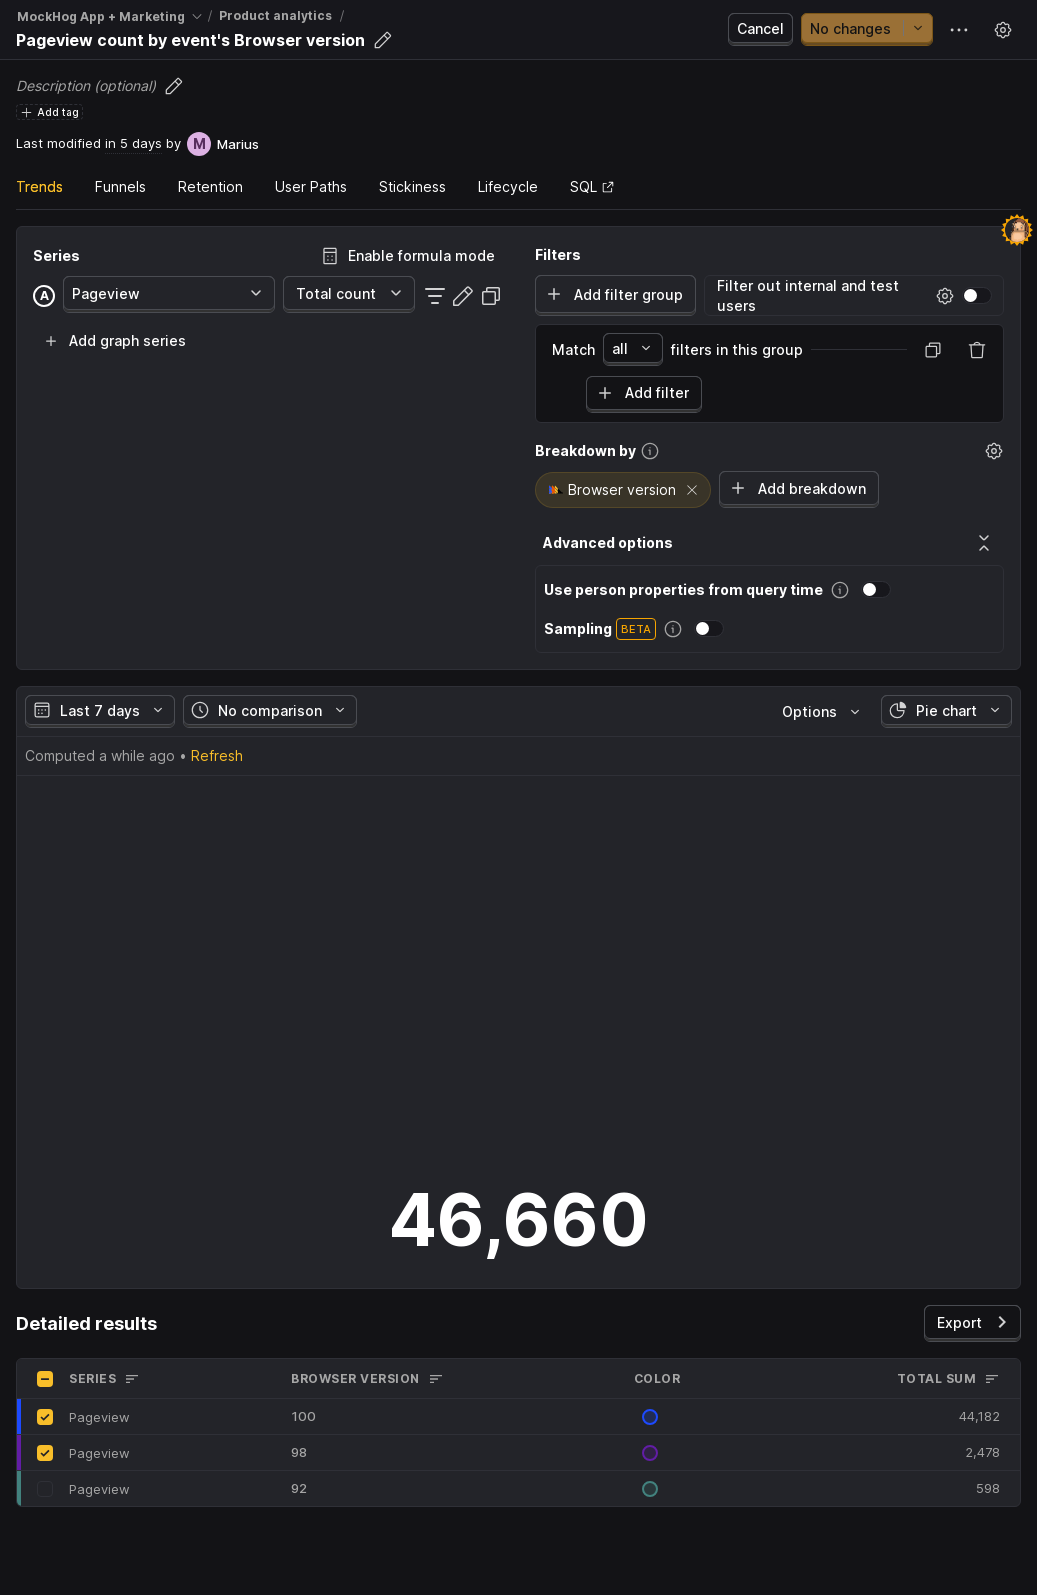 MockHog App + Marketing / Product analytics /
Pageview count by event's Browser version
Cancel
No changes
Description (optional)
Add tag
Last modified in 5 days by M Marius
Trends Funnels Retention User Paths Stickiness Lifecycle SQL
Series
Enable formula mode
A Pageview Total count
Add graph series
Filters
Add filter group
Filter out internal and test
users
Match all filters in this group
Add filter
Breakdown by
Browser version
Add breakdown
Advanced options
Use person properties from query time
Sampling BETA
Last 7 days No comparison Options Pie chart
Computed a while ago • Refresh
46,660
Detailed results
Export
SERIES BROWSER VERSION COLOR TOTAL SUM
Pageview 100 44,182
Pageview 98 2,478
Pageview 92 598